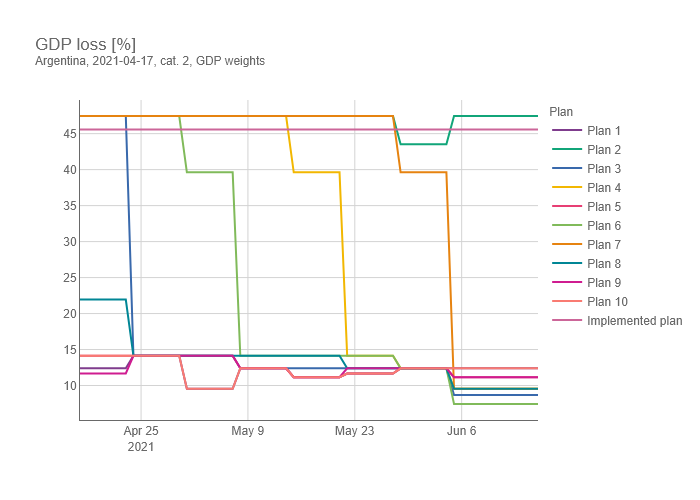 GDP loss [%]
Argentina, 2021-04-17, cat. 2, GDP weights
Plan
Plan 1
Plan 2
Plan 3
Plan 4
Plan 5
Plan 6
Plan 7
Plan 8
Plan 9
Plan 10
Implemented plan
45
40
35
30
25
20
15
10
Apr 25
2021
May 9
May 23
Jun 6